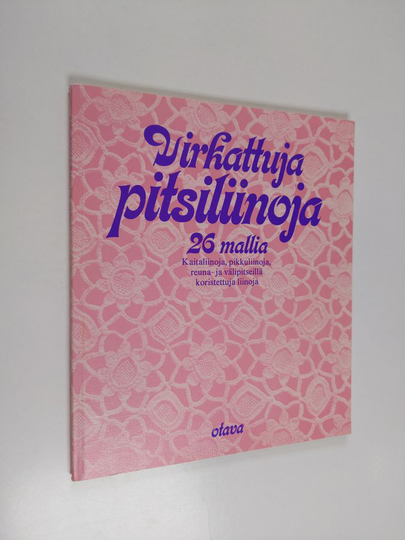 Virkattuja
pitsiliinoja
26 mallia
Kaitaliinoja, pikkuliinoja,
reuna- ja välipitseillä
koristettuja liinoja
otava